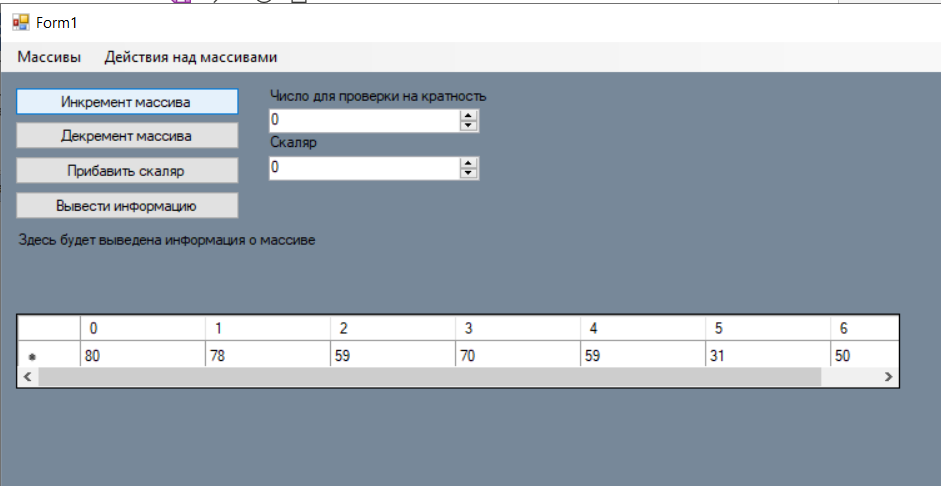 Form1
Массивы Действия над массивами
Инкремент массива
Декремент массива
Прибавить скаляр
Вывести информацию
Число для проверки на кратность
0
Скаляр
0
Здесь будет выведена информация о массиве
0 1 2 3 4 5 6
80 78 59 70 59 31 50